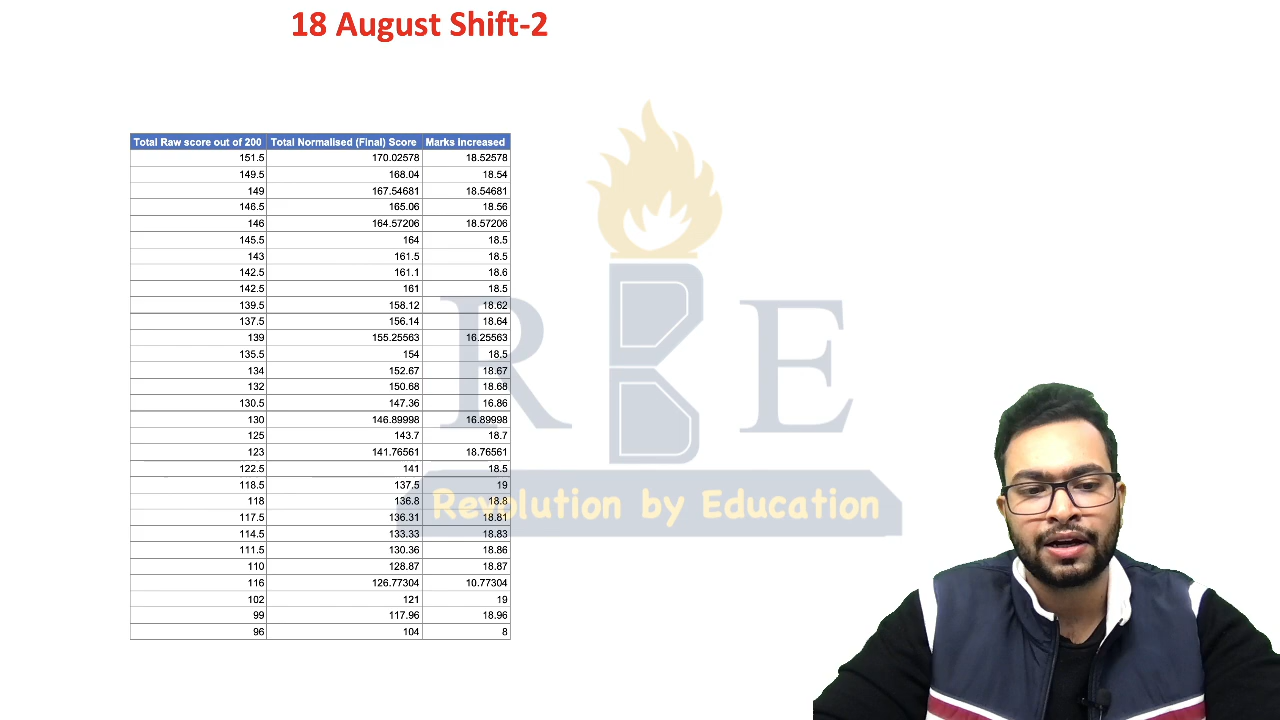 18 August Shift-2
Total Raw score out of 200 Total Normalised (Final) Score Marks Increased
151.5 170.02578 18.52578
149.5 168.04 18.54
149 167.54681 18.54681
146.5 165.06 18.56
146 164.57206 18.57206
145.5 164 18.5
143 161.5 18.5
142.5 161.1 18.6
142.5 161 18.5
139.5 158.12 18.62
137.5 156.14 18.64
139 155.25563 16.25563
135.5 154 18.5
134 152.67 18.67
132 150.68 18.68
130.5 147.36 16.86
130 146.89998 16.89998
125 143.7 18.7
123 141.76561 18.76561
122.5 141 18.5
118.5 137.5 19
118 136.8 18.8
117.5 136.31 18.81
114.5 133.33 18.83
111.5 130.36 18.86
110 128.87 18.87
116 126.77304 10.77304
102 121 19
99 117.96 18.96
96 104 8
R B E
Revolution by Education